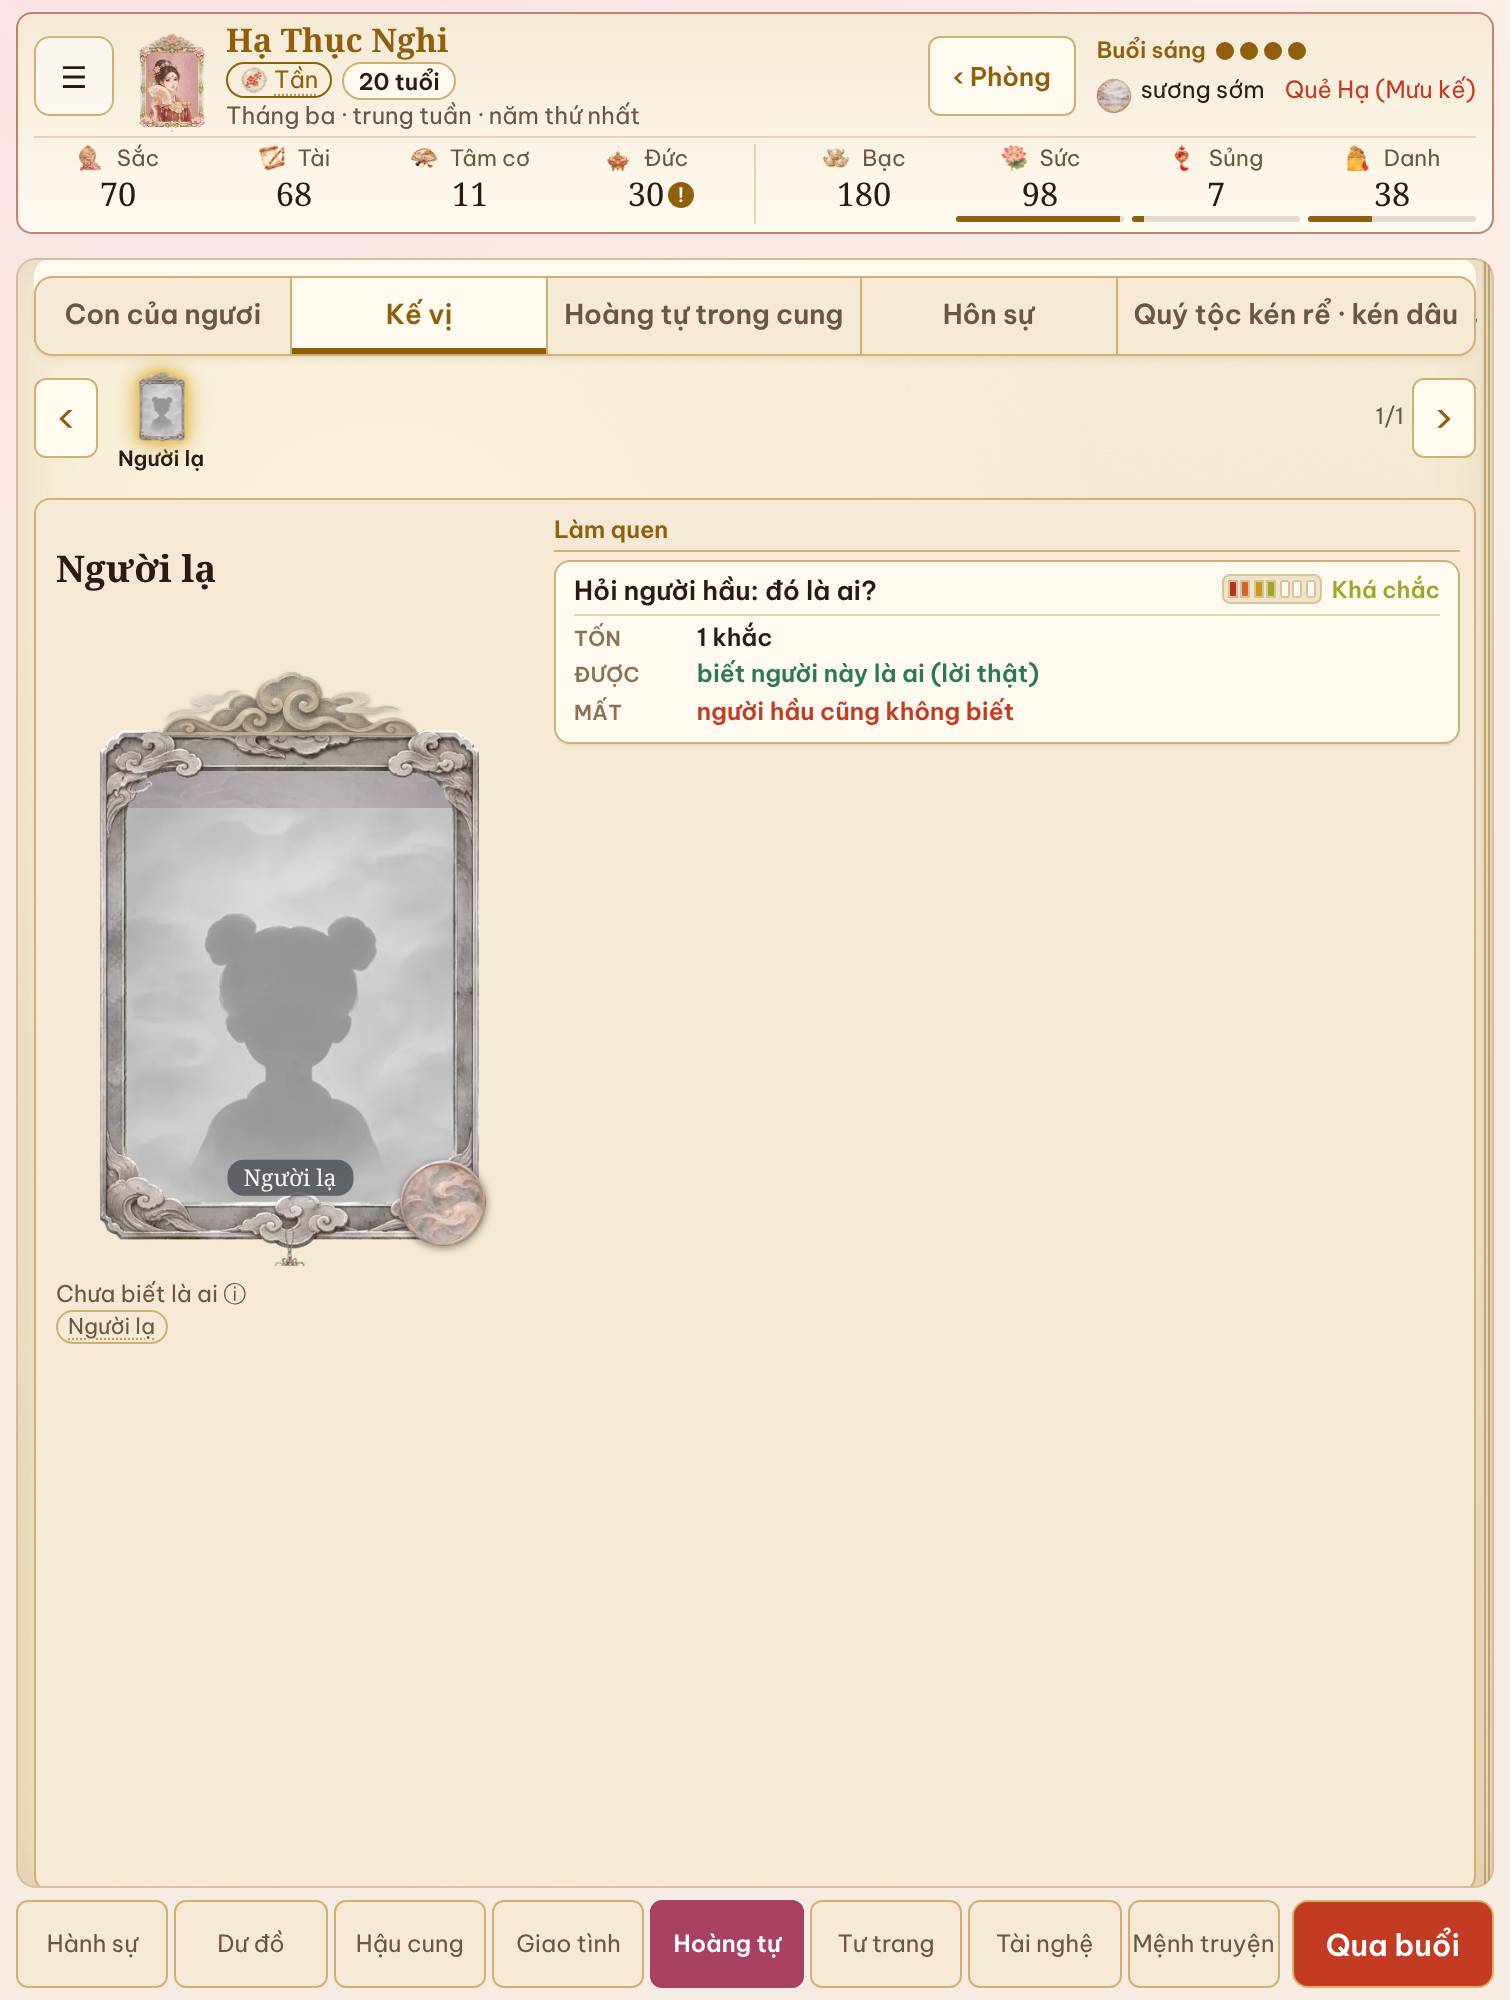 ☰
Hạ Thục Nghi
Tần
20 tuổi
Tháng ba · trung tuần · năm thứ nhất
‹ Phòng
Buổi sáng
sương sớm
Quẻ Hạ (Mưu kế)
Sắc
70
Tài
68
Tâm cơ
11
Đức
30 !
Bạc
180
Sức
98
Sủng
7
Danh
38
Con của ngươi
Kế vị
Hoàng tự trong cung
Hôn sự
Quý tộc kén rể · kén dâu
‹
Người lạ
1/1
›
Người lạ
Người lạ
Chưa biết là ai ⓘ
Người lạ
Làm quen
Hỏi người hầu: đó là ai?
Khá chắc
TỐN 1 khắc
ĐƯỢC biết người này là ai (lời thật)
MẤT người hầu cũng không biết
Hành sự
Dư đồ
Hậu cung
Giao tình
Hoàng tự
Tư trang
Tài nghệ
Mệnh truyện
Qua buổi